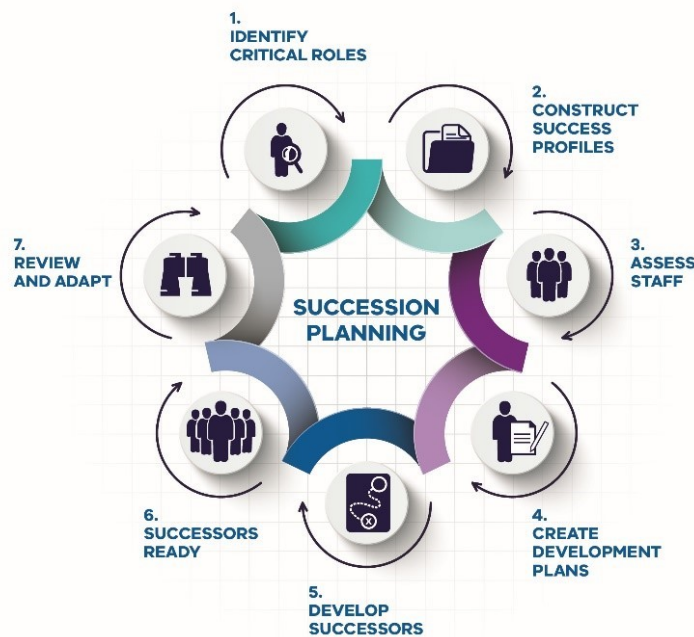 1.
IDENTIFY
CRITICAL ROLES
2.
CONSTRUCT
SUCCESS
PROFILES
3.
ASSESS
STAFF
4.
CREATE
DEVELOPMENT
PLANS
5.
DEVELOP
SUCCESSORS
6.
SUCCESSORS
READY
7.
REVIEW
AND ADAPT
SUCCESSION
PLANNING